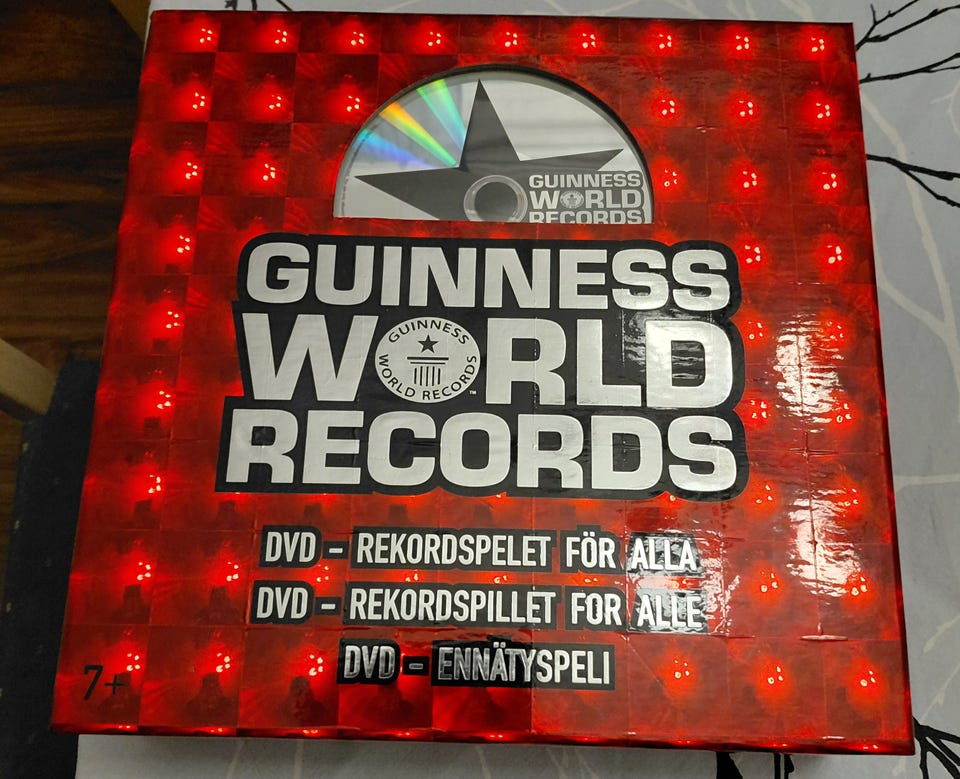 GUINNESS
WORLD
RECORDS
GUINNESS
WORLD
RECORDS
GUINNESS
WORLD RECORDS
™
DVD - REKORDSPELET FÖR ALLA
DVD - REKORDSPILLET FOR ALLE
DVD - ENNÄTYSPELI
7+